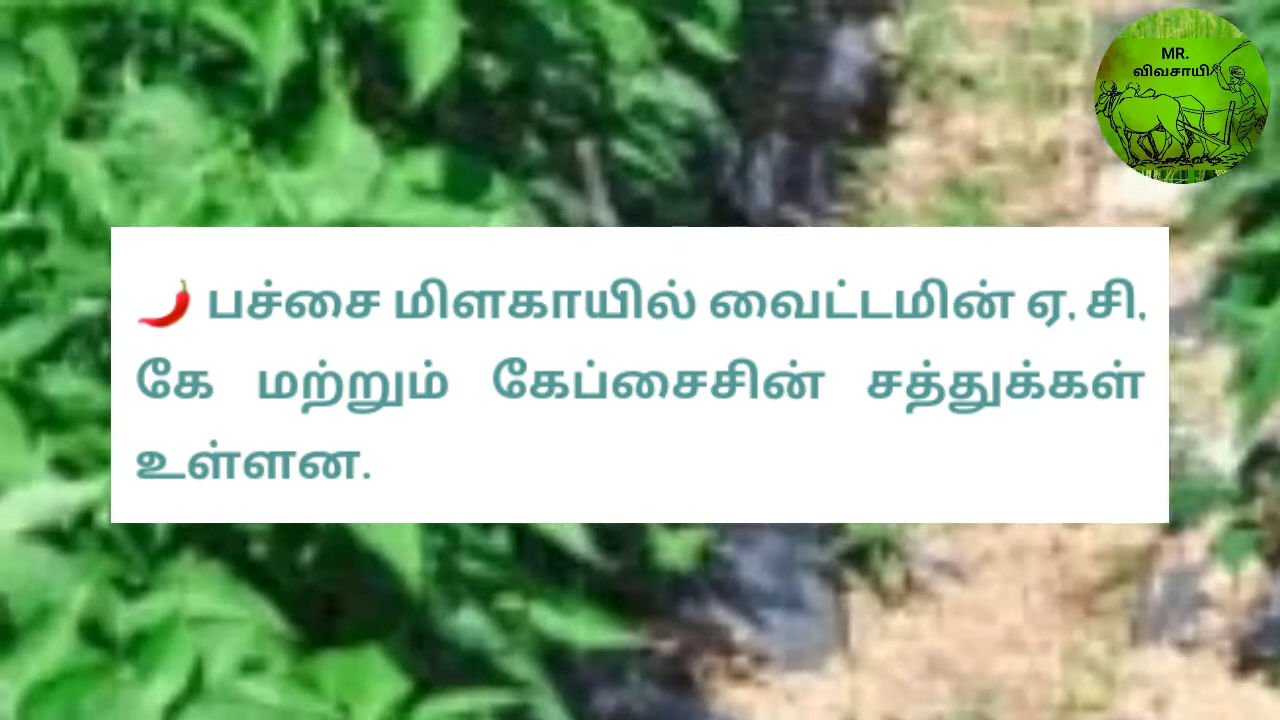 MR.
விவசாயி
🌶️ பச்சை மிளகாயில் வைட்டமின் ஏ, சி,
கே மற்றும் கேப்சைசின் சத்துக்கள்
உள்ளன.